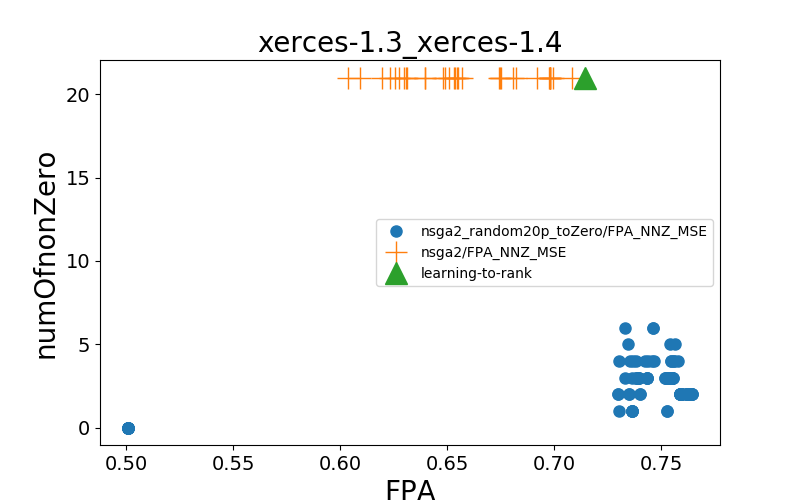 xerces-1.3_xerces-1.4
numOfnonZero
20
15
10
5
0
nsga2_random20p_toZero/FPA_NNZ_MSE
nsga2/FPA_NNZ_MSE
learning-to-rank
0.50 0.55 0.60 0.65 0.70 0.75
FPA